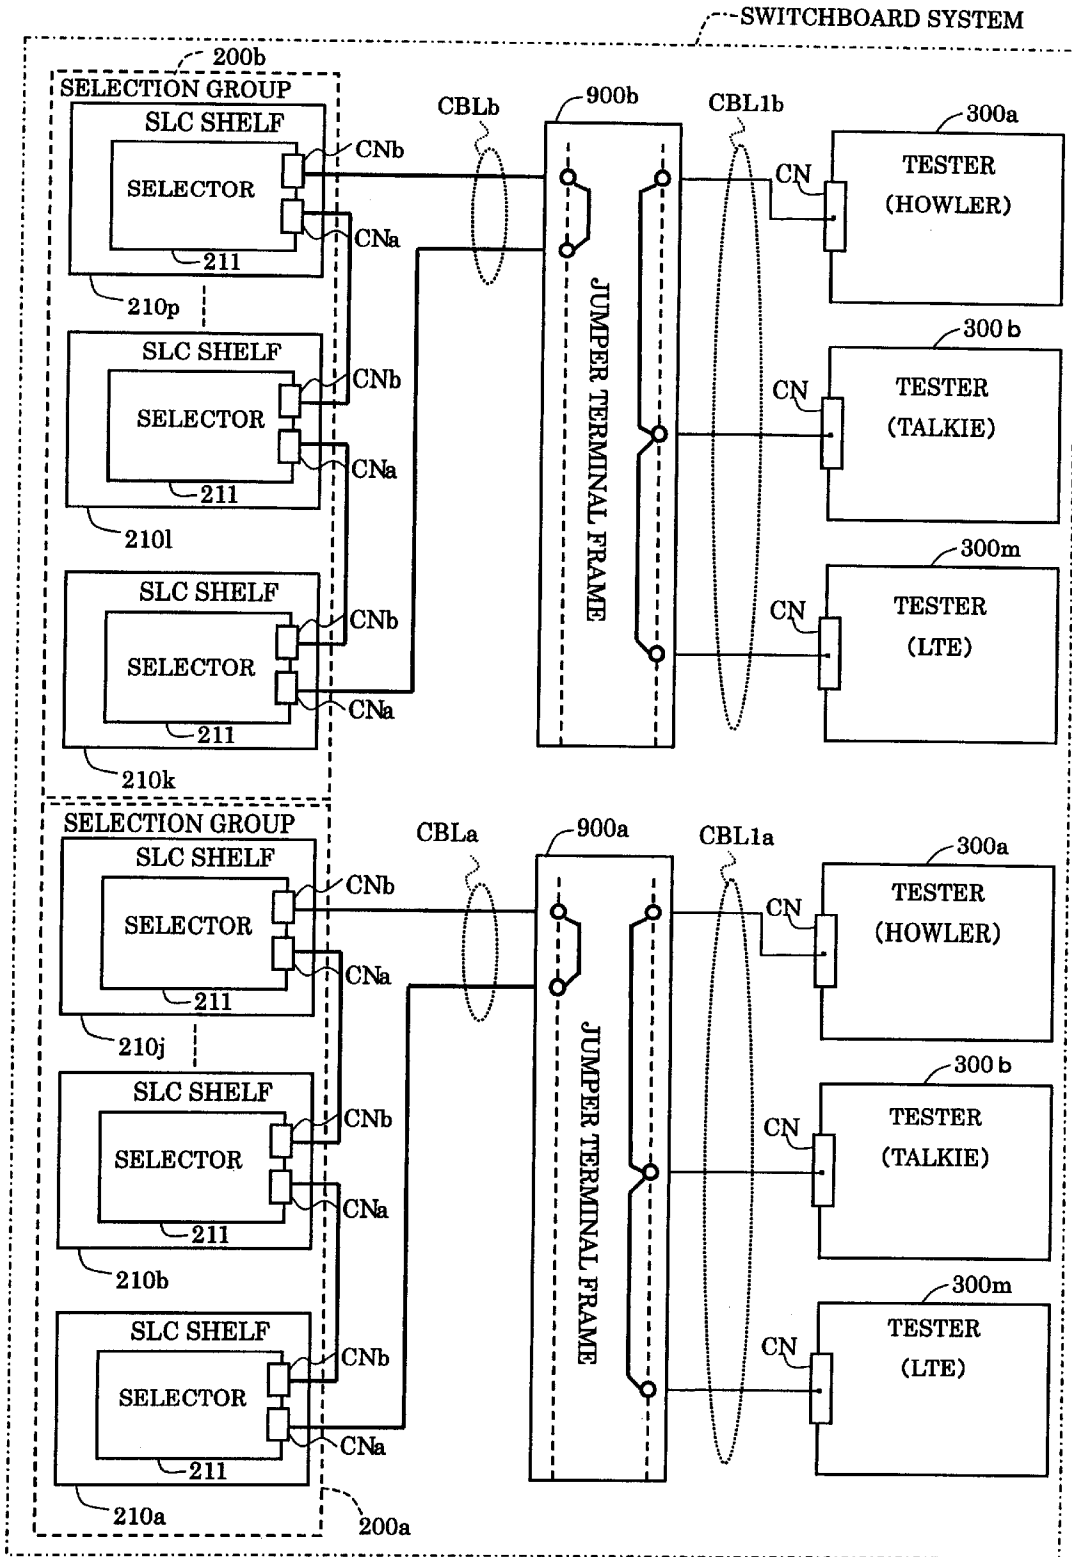 SWITCHBOARD SYSTEM
200b
SELECTION GROUP
SLC SHELF
SELECTOR
CNb
CNa
211
210p
SLC SHELF
SELECTOR
CNb
CNa
211
210l
SLC SHELF
SELECTOR
CNb
CNa
211
210k
CBLb
900b
JUMPER TERMINAL FRAME
CBL1b
300a
CN
TESTER
(HOWLER)
300b
CN
TESTER
(TALKIE)
300m
CN
TESTER
(LTE)
SELECTION GROUP
SLC SHELF
SELECTOR
CNb
CNa
211
210j
SLC SHELF
SELECTOR
CNb
CNa
211
210b
SLC SHELF
SELECTOR
CNb
CNa
211
210a
200a
CBLa
900a
JUMPER TERMINAL FRAME
CBL1a
300a
CN
TESTER
(HOWLER)
300b
CN
TESTER
(TALKIE)
300m
CN
TESTER
(LTE)